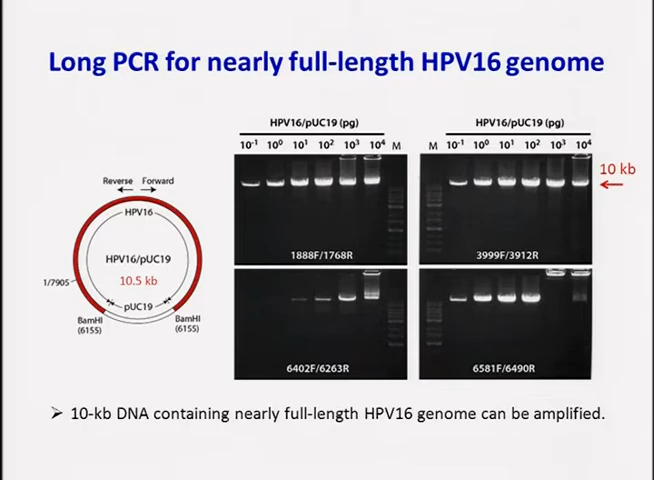 Long PCR for nearly full-length HPV16 genome
HPV16/pUC19 (pg)
10⁻¹ 10⁰ 10¹ 10² 10³ 10⁴ M
1888F/1768R
6402F/6263R
HPV16/pUC19 (pg)
M 10⁻¹ 10⁰ 10¹ 10² 10³ 10⁴
10 kb
3999F/3912R
6581F/6490R
Reverse Forward
HPV16
HPV16/pUC19
10.5 kb
1/7905
pUC19
BamHI
(6155)
BamHI
(6155)
➢ 10-kb DNA containing nearly full-length HPV16 genome can be amplified.